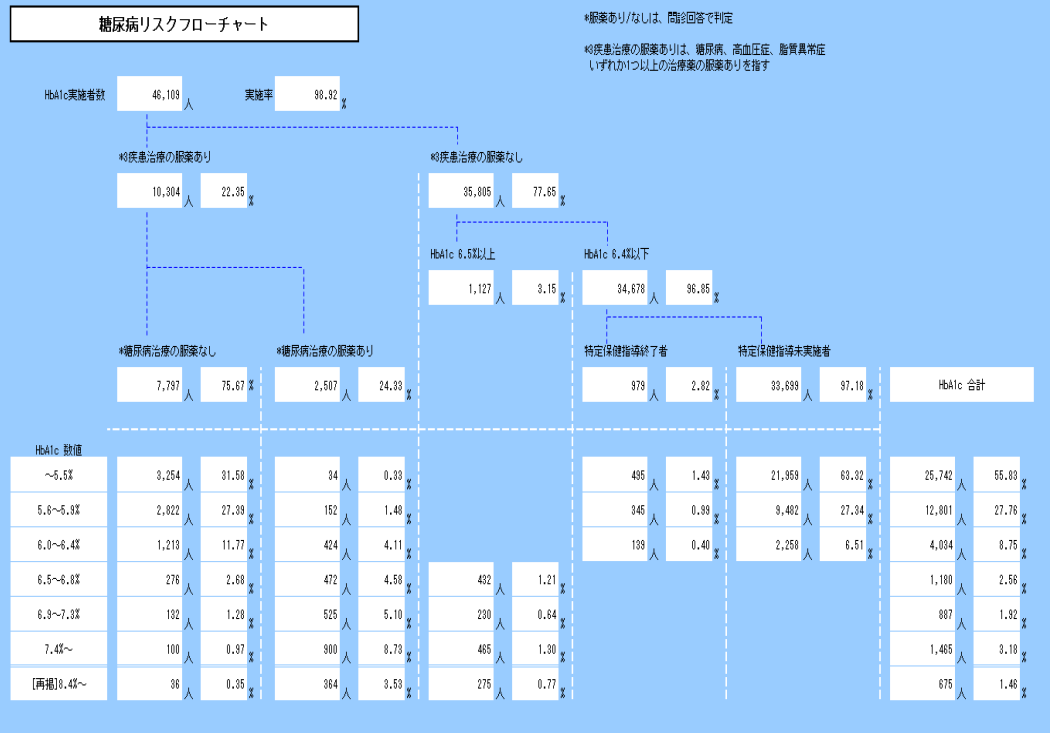 糖尿病リスクフローチャート
*服薬あり/なしは、問診回答で判定
*3疾患治療の服薬ありは、糖尿病、高血圧症、脂質異常症
いずれか1つ以上の治療薬の服薬ありを指す
HbA1c実施者数 46,109 人 実施率 98.92 %
*3疾患治療の服薬あり *3疾患治療の服薬なし
10,304 人 22.35 % 35,805 人 77.65 %
HbA1c 6.5%以上 HbA1c 6.4%以下
1,127 人 3.15 % 34,678 人 96.85 %
*糖尿病治療の服薬なし *糖尿病治療の服薬あり 特定保健指導終了者 特定保健指導未実施者
7,797 人 75.67 % 2,507 人 24.33 % 979 人 2.82 % 33,699 人 97.18 % HbA1c 合計
HbA1c 数値
～5.5% 3,254 人 31.58 % 34 人 0.33 % 495 人 1.43 % 21,959 人 63.32 % 25,742 人 55.83 %
5.6～5.9% 2,822 人 27.39 % 152 人 1.48 % 345 人 0.99 % 9,482 人 27.34 % 12,801 人 27.76 %
6.0～6.4% 1,213 人 11.77 % 424 人 4.11 % 139 人 0.40 % 2,258 人 6.51 % 4,034 人 8.75 %
6.5～6.8% 276 人 2.68 % 472 人 4.58 % 432 人 1.21 % 1,180 人 2.56 %
6.9～7.3% 132 人 1.28 % 525 人 5.10 % 230 人 0.64 % 887 人 1.92 %
7.4%～ 100 人 0.97 % 900 人 8.73 % 465 人 1.30 % 1,465 人 3.18 %
[再掲]8.4%～ 36 人 0.35 % 364 人 3.53 % 275 人 0.77 % 675 人 1.46 %